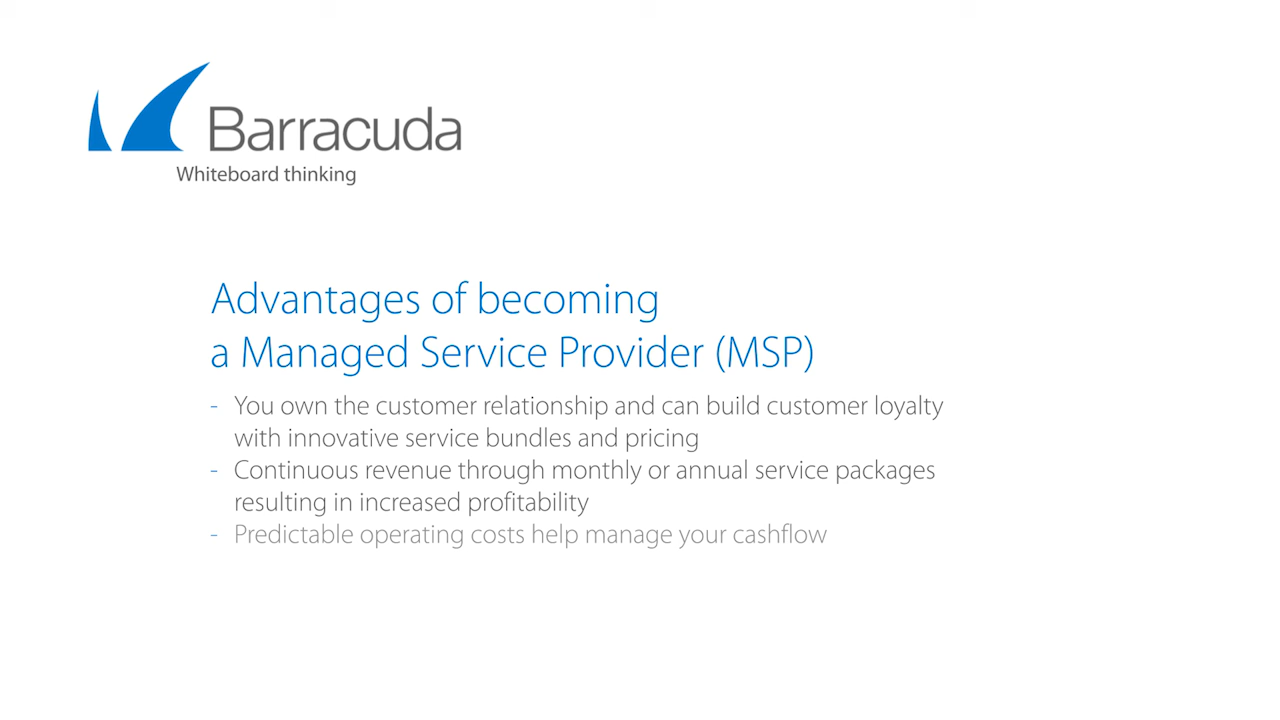 Barracuda
Whiteboard thinking
Advantages of becoming
a Managed Service Provider (MSP)
- You own the customer relationship and can build customer loyalty
with innovative service bundles and pricing
- Continuous revenue through monthly or annual service packages
resulting in increased profitability
- Predictable operating costs help manage your cashflow